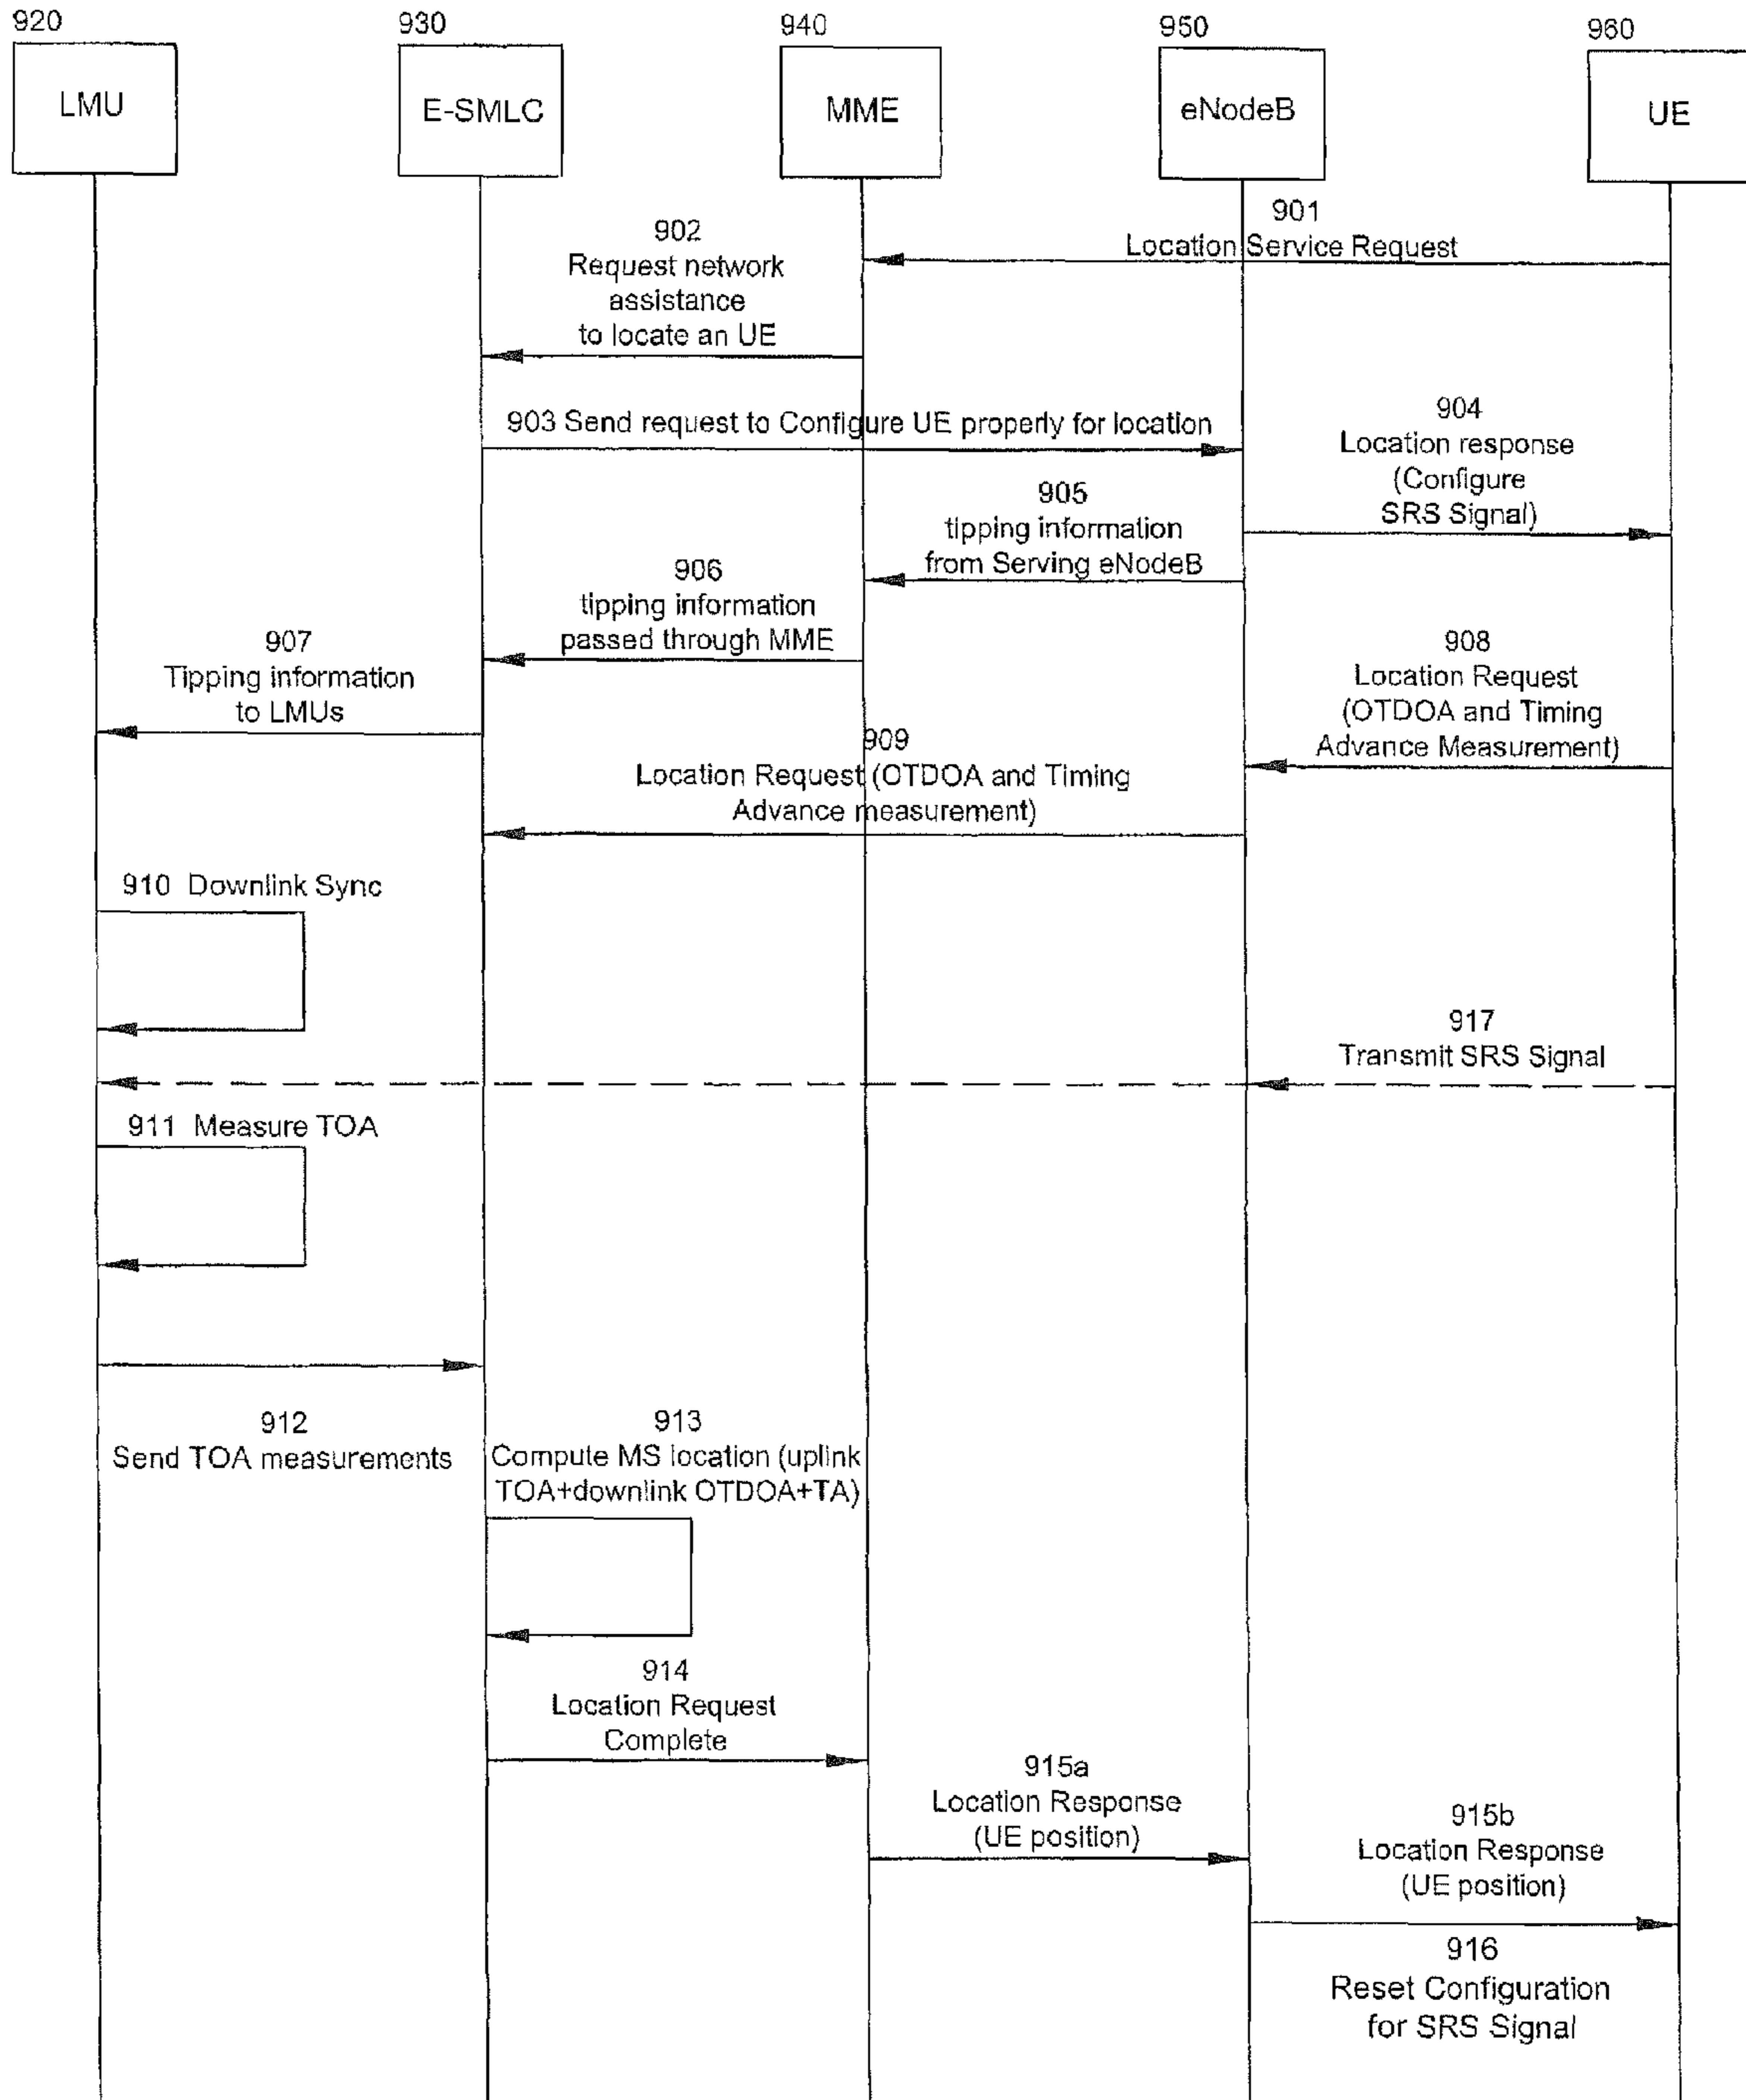 920
930
940
950
960
LMU
E-SMLC
MME
eNodeB
UE
901
Location Service Request
902
Request network
assistance
to locate an UE
903 Send request to Configure UE properly for location
904
Location response
(Configure
SRS Signal)
905
tipping information
from Serving eNodeB
906
tipping information
passed through MME
907
Tipping information
to LMUs
908
Location Request
(OTDOA and Timing
Advance Measurement)
909
Location Request (OTDOA and Timing
Advance measurement)
910 Downlink Sync
917
Transmit SRS Signal
911 Measure TOA
912
Send TOA measurements
913
Compute MS location (uplink
TOA+downlink OTDOA+TA)
914
Location Request
Complete
915a
Location Response
(UE position)
915b
Location Response
(UE position)
916
Reset Configuration
for SRS Signal